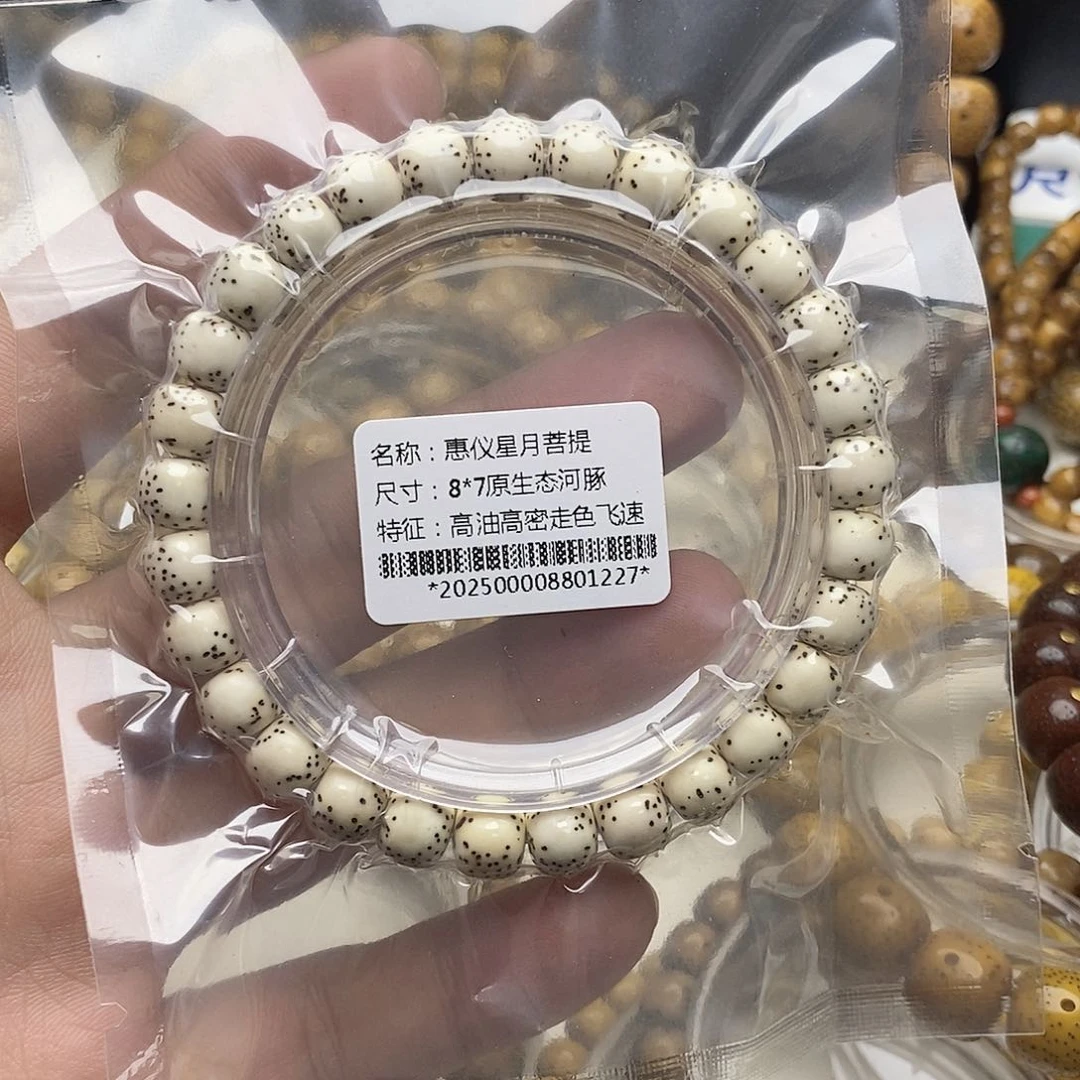 名称：惠仪星月菩提
尺寸：8*7原生态河豚
特征：高油高密走色飞速
*202500008801227*
尺